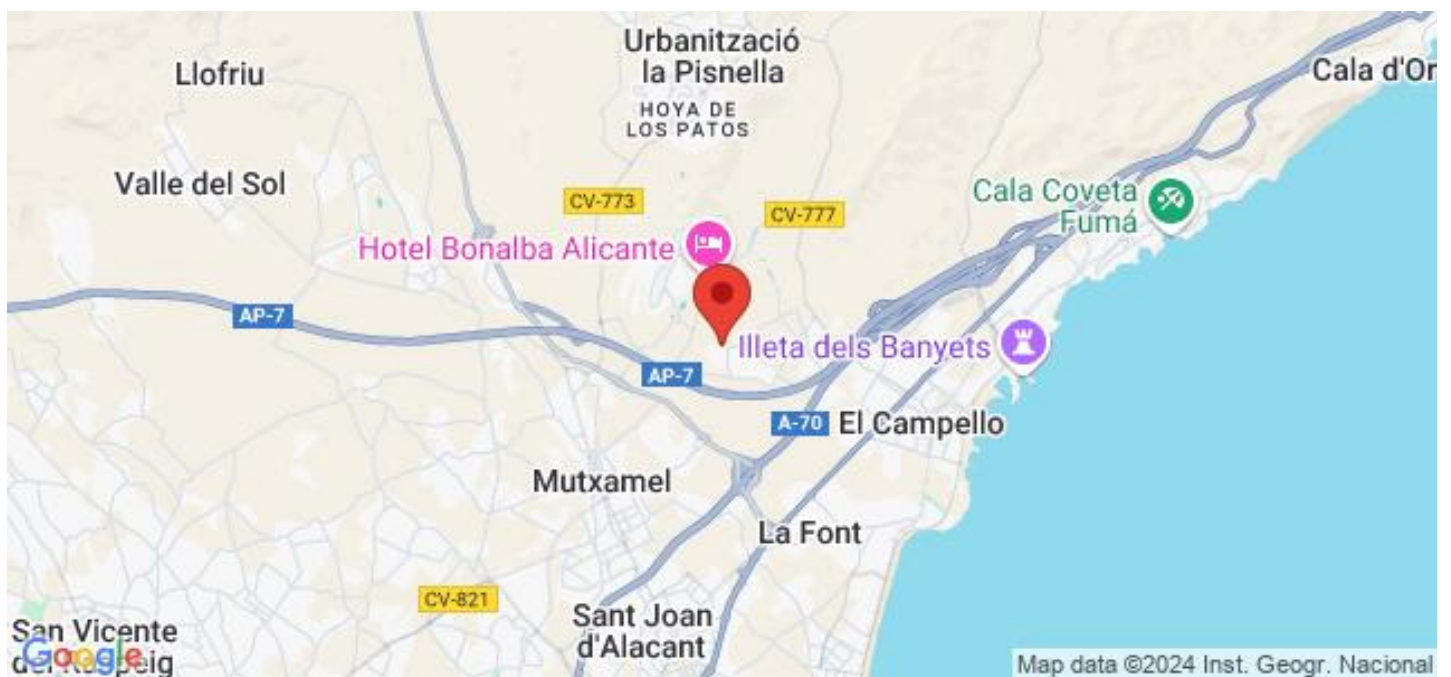 Urbanització
la Pisnella
Llofriu
Cala d'Or
HOYA DE
LOS PATOS
Valle del Sol
CV-773
CV-777
Cala Coveta
Fumá
Hotel Bonalba Alicante
AP-7
Illeta dels Banyets
AP-7
A-70
El Campello
Mutxamel
La Font
CV-821
Sant Joan
d'Alacant
San Vicente
del Raspeig
Google
Map data ©2024 Inst. Geogr. Nacional